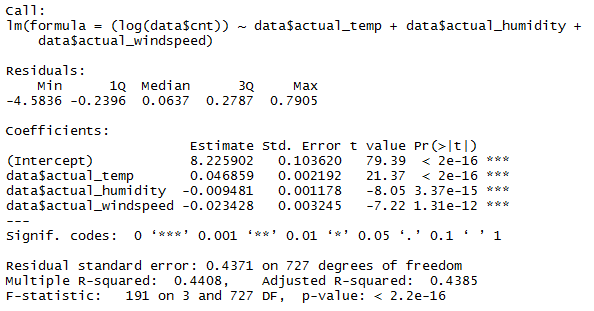 Call:
lm(formula = (log(data$cnt)) ~ data$actual_temp + data$actual_humidity +
    data$actual_windspeed)

Residuals:
    Min      1Q  Median      3Q     Max
-4.5836 -0.2396  0.0637  0.2787  0.7905

Coefficients:
                       Estimate Std. Error t value Pr(>|t|)
(Intercept)            8.225902   0.103620   79.39  < 2e-16 ***
data$actual_temp       0.046859   0.002192   21.37  < 2e-16 ***
data$actual_humidity  -0.009481   0.001178   -8.05 3.37e-15 ***
data$actual_windspeed -0.023428   0.003245   -7.22 1.31e-12 ***
---
Signif. codes:  0 ‘***’ 0.001 ‘**’ 0.01 ‘*’ 0.05 ‘.’ 0.1 ‘ ’ 1

Residual standard error: 0.4371 on 727 degrees of freedom
Multiple R-squared:  0.4408,    Adjusted R-squared:  0.4385
F-statistic:   191 on 3 and 727 DF,  p-value: < 2.2e-16